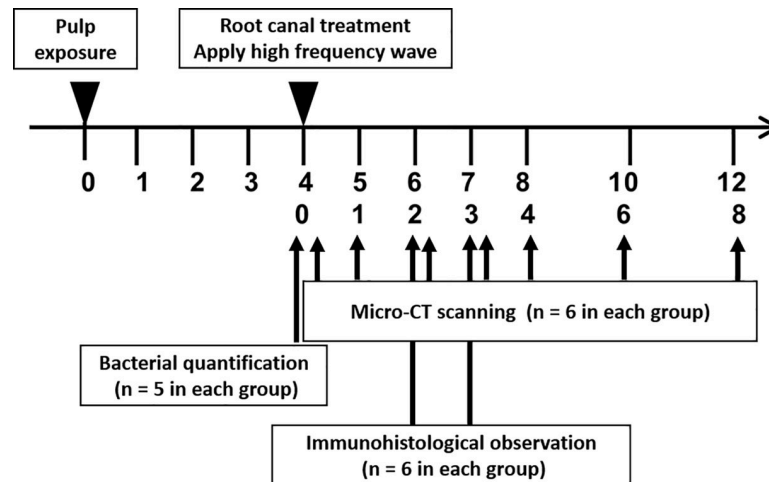 Pulp
exposure
Root canal treatment
Apply high frequency wave
0 1 2 3 4 5 6 7 8 10 12
0 1 2 3 4 6 8
Micro-CT scanning (n = 6 in each group)
Bacterial quantification
(n = 5 in each group)
Immunohistological observation
(n = 6 in each group)